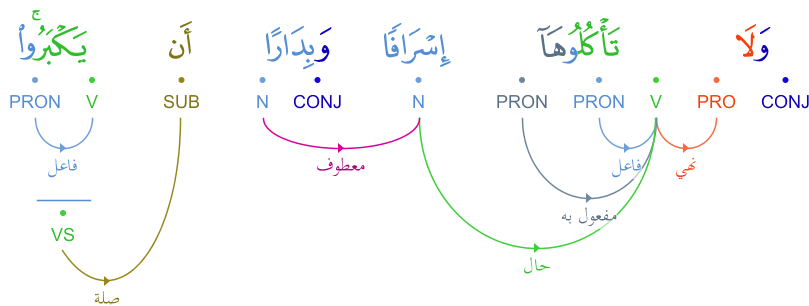 وَلَا تَأْكُلُوهَآ إِسْرَافًا وَبِدَارًا أَن يَكْبَرُوا۟ ۚ
CONJ PRO V PRON PRON N CONJ N SUB V PRON
نهي فاعل معطوف فاعل
مفعول به
VS
حال
صلة